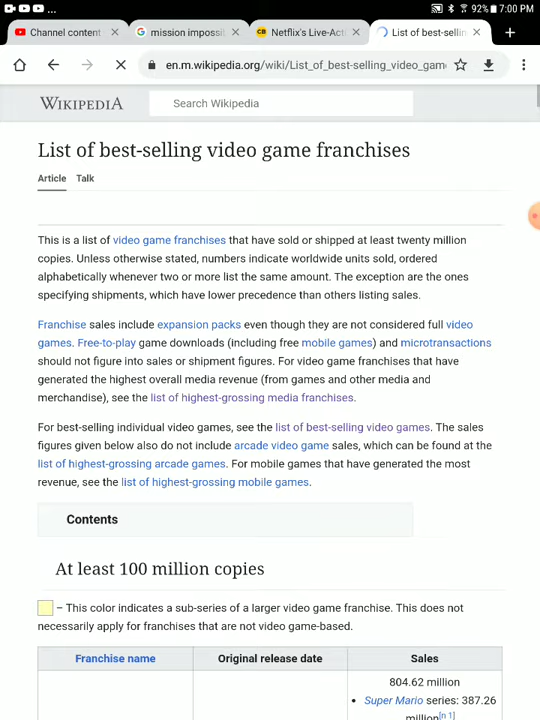 92% 7:00 PM
Channel content
mission impossi
Netflix's Live-Acti
List of best-sellin
en.m.wikipedia.org/wiki/List_of_best-selling_video_gam
WIKIPEDIA
Search Wikipedia
List of best-selling video game franchises
Article Talk
This is a list of video game franchises that have sold or shipped at least twenty million
copies. Unless otherwise stated, numbers indicate worldwide units sold, ordered
alphabetically whenever two or more list the same amount. The exception are the ones
specifying shipments, which have lower precedence than others listing sales.
Franchise sales include expansion packs even though they are not considered full video
games. Free-to-play game downloads (including free mobile games) and microtransactions
should not figure into sales or shipment figures. For video game franchises that have
generated the highest overall media revenue (from games and other media and
merchandise), see the list of highest-grossing media franchises.
For best-selling individual video games, see the list of best-selling video games. The sales
figures given below also do not include arcade video game sales, which can be found at the
list of highest-grossing arcade games. For mobile games that have generated the most
revenue, see the list of highest-grossing mobile games.
Contents
At least 100 million copies
– This color indicates a sub-series of a larger video game franchise. This does not
necessarily apply for franchises that are not video game-based.
Franchise name Original release date Sales
804.62 million
• Super Mario series: 387.26
million[n 1]